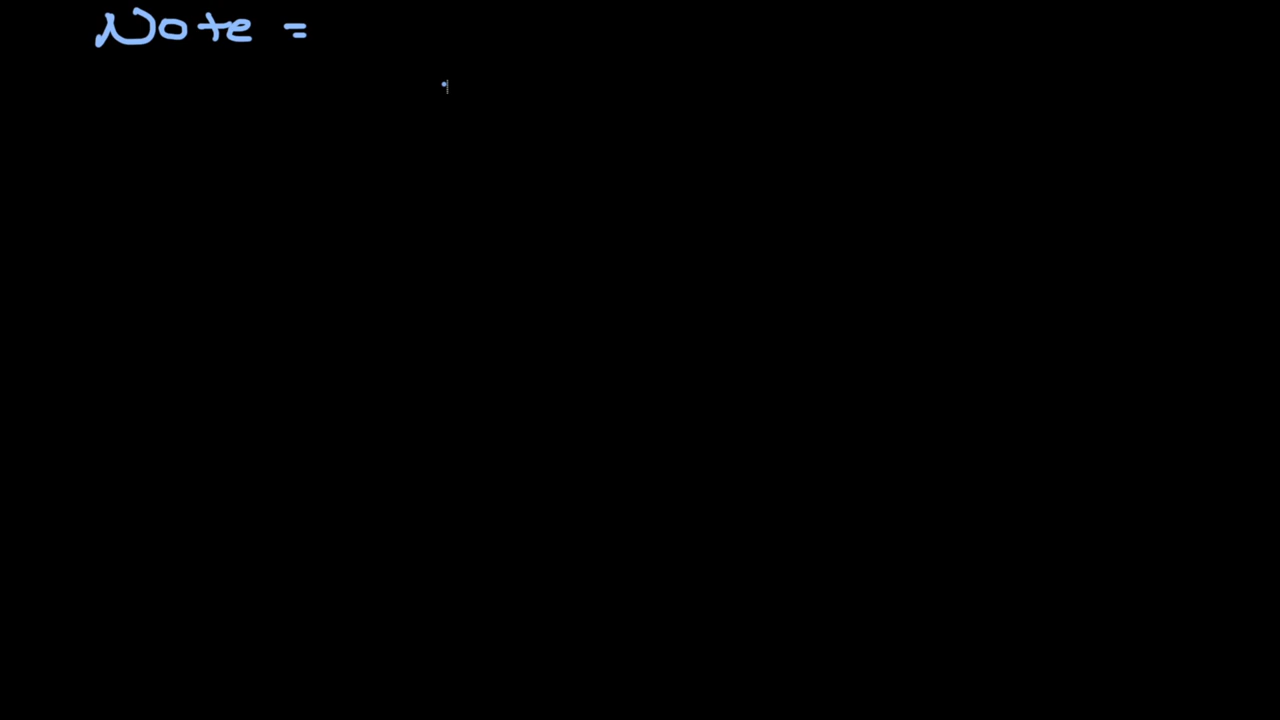 Note =